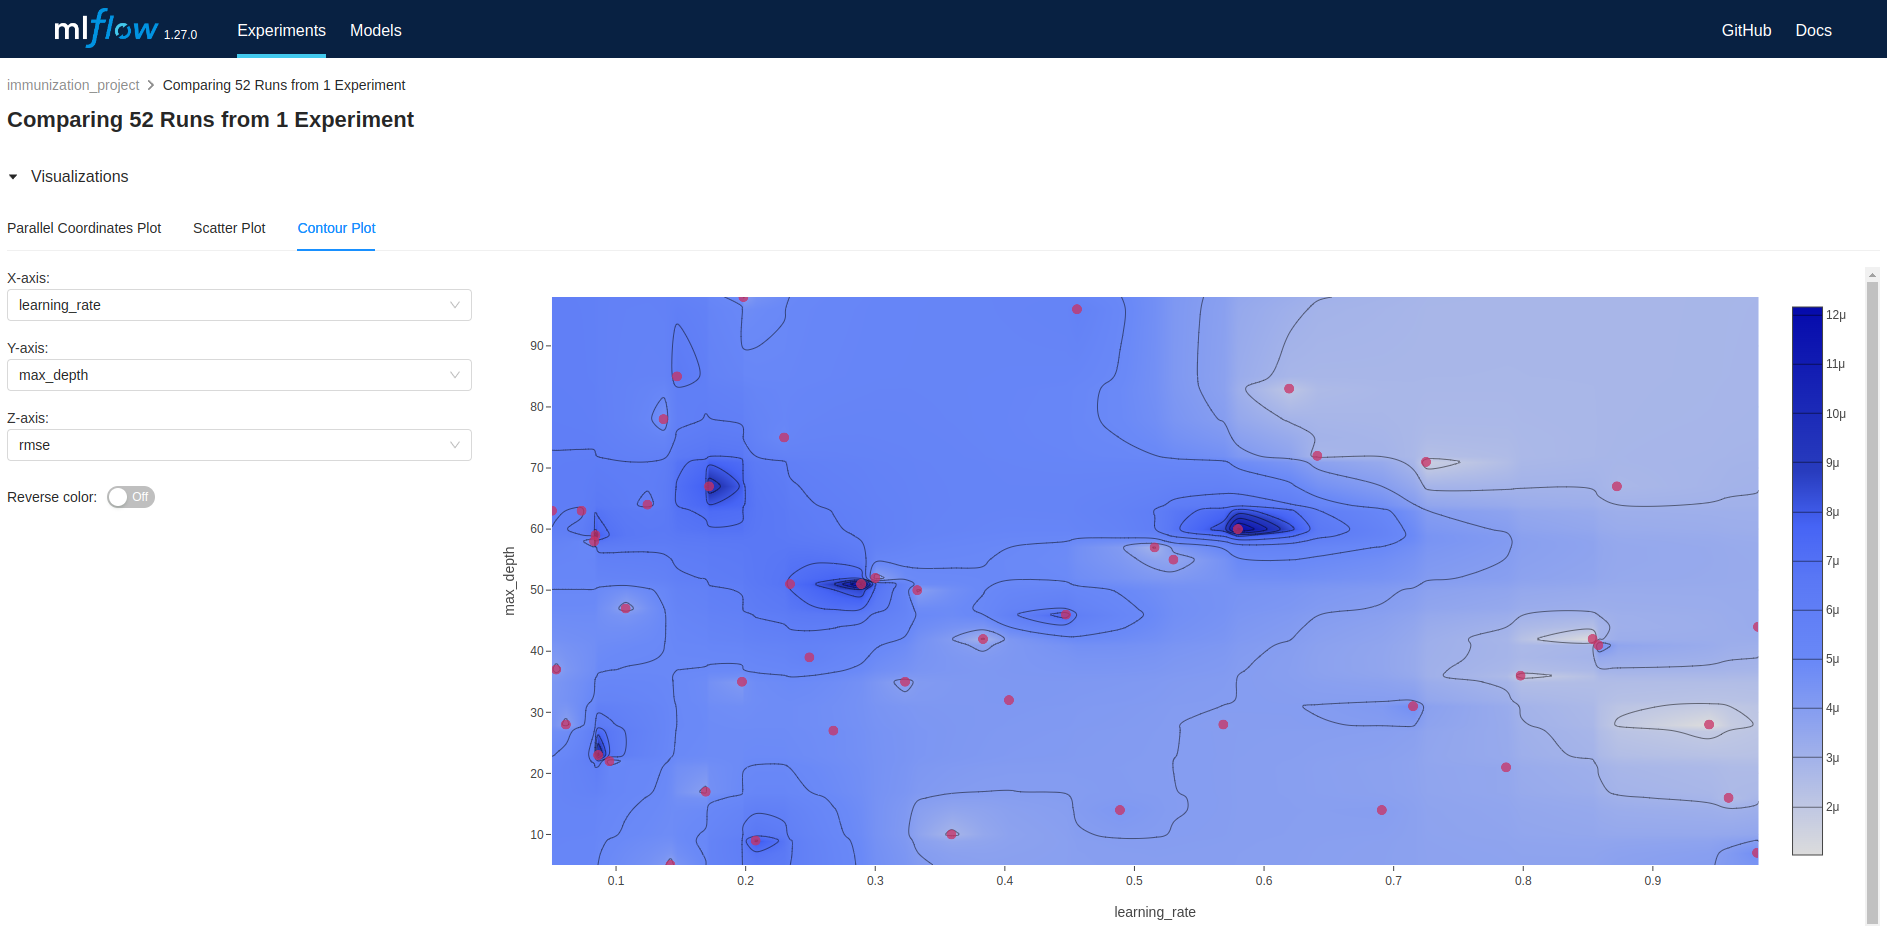 mlflow 1.27.0 Experiments Models GitHub Docs
immunization_project > Comparing 52 Runs from 1 Experiment
Comparing 52 Runs from 1 Experiment
Visualizations
Parallel Coordinates Plot Scatter Plot Contour Plot
X-axis:
learning_rate
Y-axis:
max_depth
Z-axis:
rmse
Reverse color: Off
max_depth
90
80
70
60
50
40
30
20
10
0.1 0.2 0.3 0.4 0.5 0.6 0.7 0.8 0.9
learning_rate
12μ
11μ
10μ
9μ
8μ
7μ
6μ
5μ
4μ
3μ
2μ